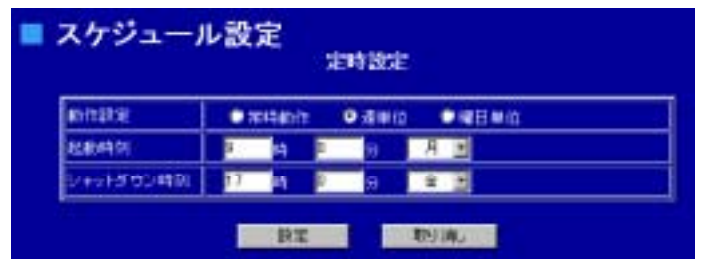 スケジュール設定
定時設定
動作設定 常時動作 週単位 曜日単位
起動時刻 時 0 分 月
シャットダウン時刻 17 時 0 分 金
設定 取り消し